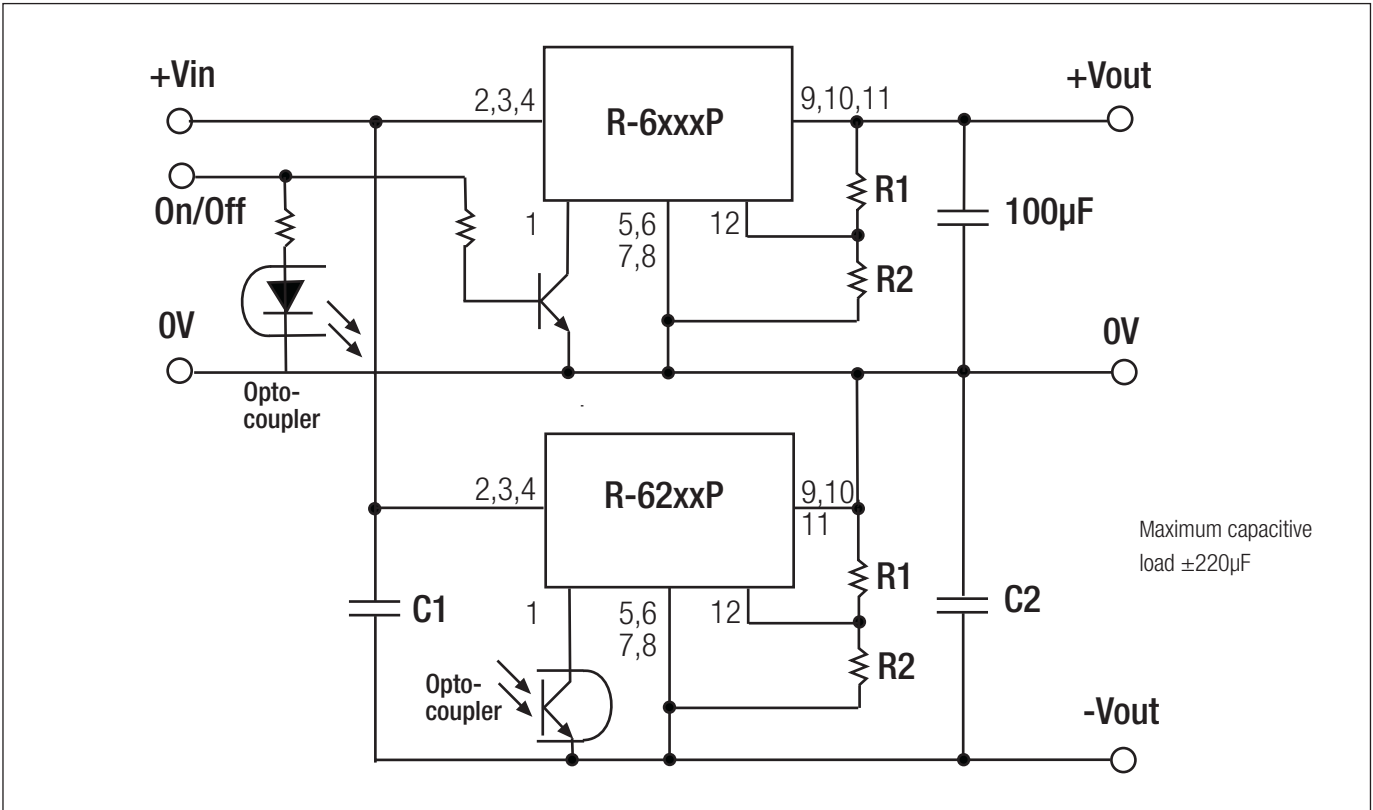 +Vin
+Vout
2,3,4
R-6xxxP
9,10,11
On/Off
R1
1
5,6
7,8
12
100µF
R2
0V
0V
Opto-
coupler
2,3,4
R-62xxP
9,10
11
Maximum capacitive
load ±220µF
R1
C1
1
5,6
7,8
12
C2
R2
Opto-
coupler
-Vout